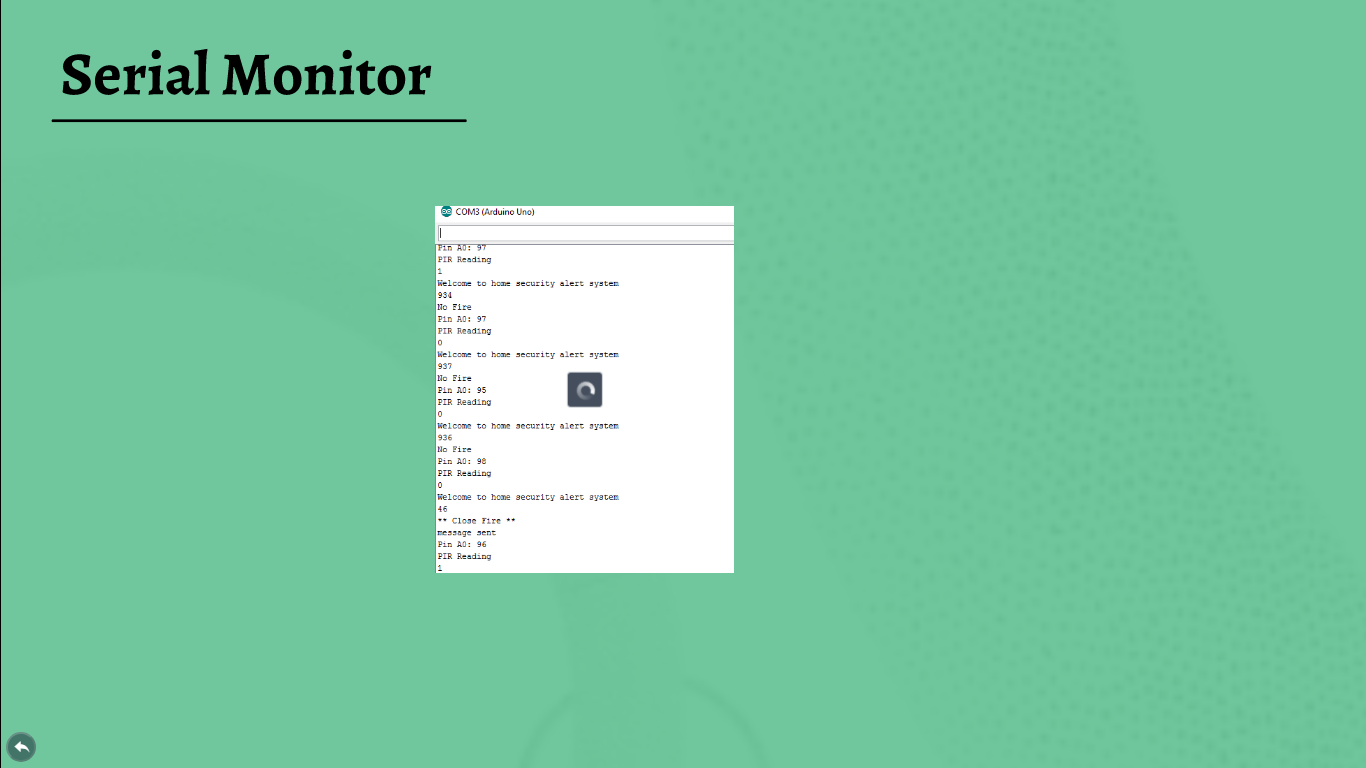 Serial Monitor
COM3 (Arduino Uno)
Pin A0: 97
PIR Reading
1
Welcome to home security alert system
934
No Fire
Pin A0: 97
PIR Reading
0
Welcome to home security alert system
937
No Fire
Pin A0: 95
PIR Reading
0
Welcome to home security alert system
936
No Fire
Pin A0: 98
PIR Reading
0
Welcome to home security alert system
46
** Close Fire **
message sent
Pin A0: 96
PIR Reading
1